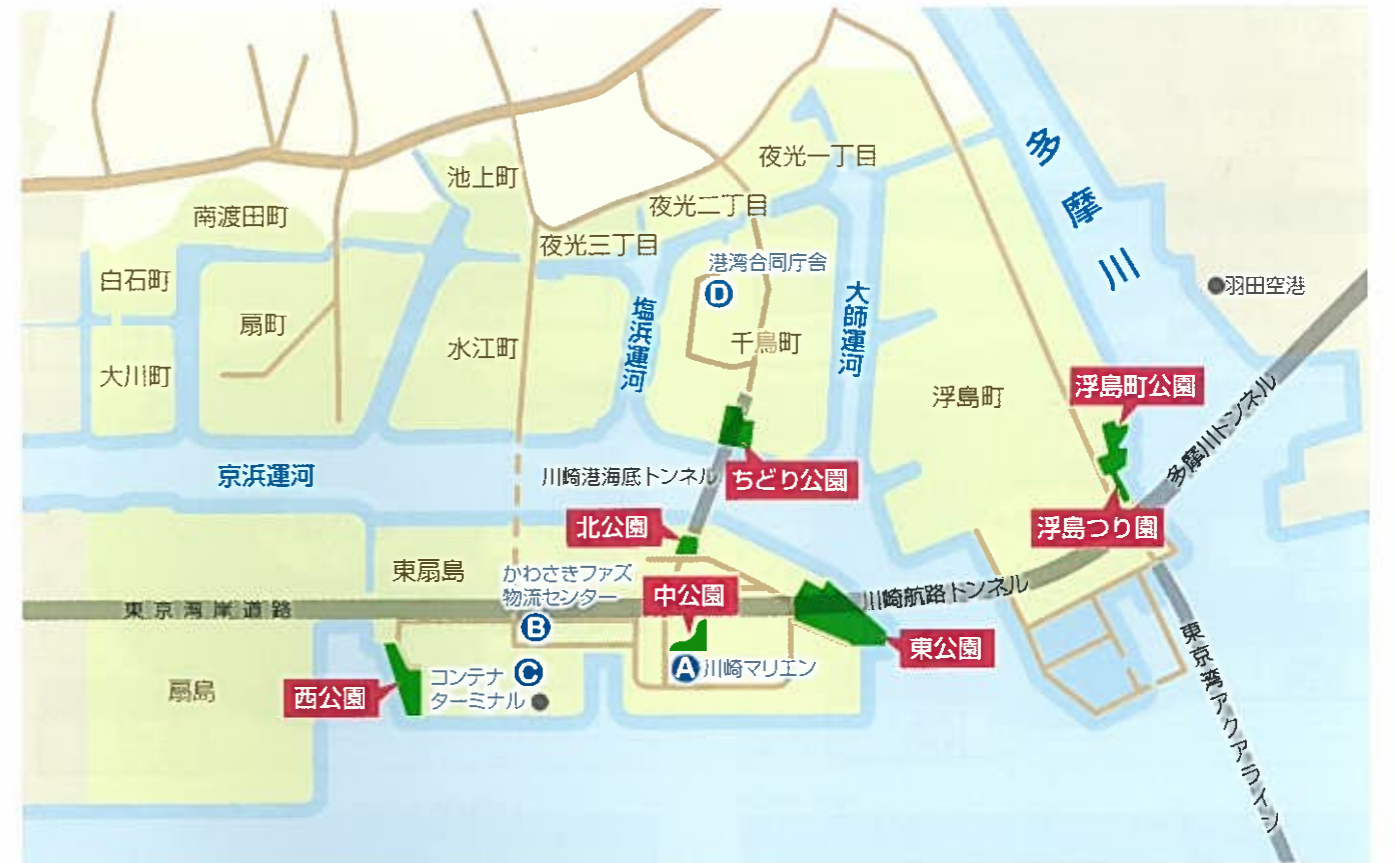 多摩川
夜光一丁目
池上町
夜光二丁目
南渡田町
夜光三丁目
港湾合同庁舎
D
白石町
羽田空港
扇町
塩浜運河
大師運河
千鳥町
水江町
大川町
浮島町
浮島町公園
多摩川トンネル
京浜運河
川崎港海底トンネル
ちどり公園
北公園
浮島つり園
東扇島
かわさきファズ
物流センター
B
中公園
川崎航路トンネル
東京湾岸道路
東公園
東京湾アクアライン
A
川崎マリエン
コンテナ
ターミナル
C
西公園
扇島